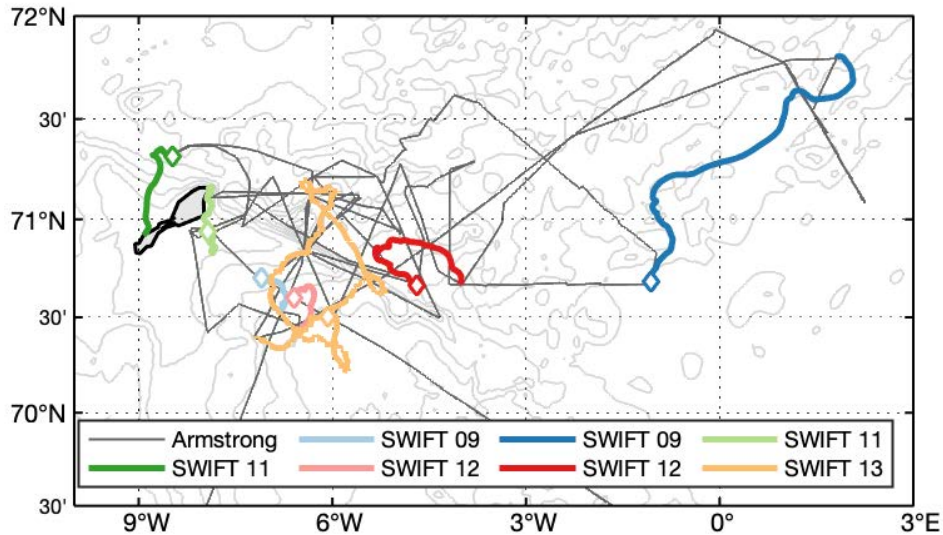 72°N
30'
71°N
30'
70°N
30'
Armstrong SWIFT 09 SWIFT 09 SWIFT 11
SWIFT 11 SWIFT 12 SWIFT 12 SWIFT 13
9°W 6°W 3°W 0° 3°E